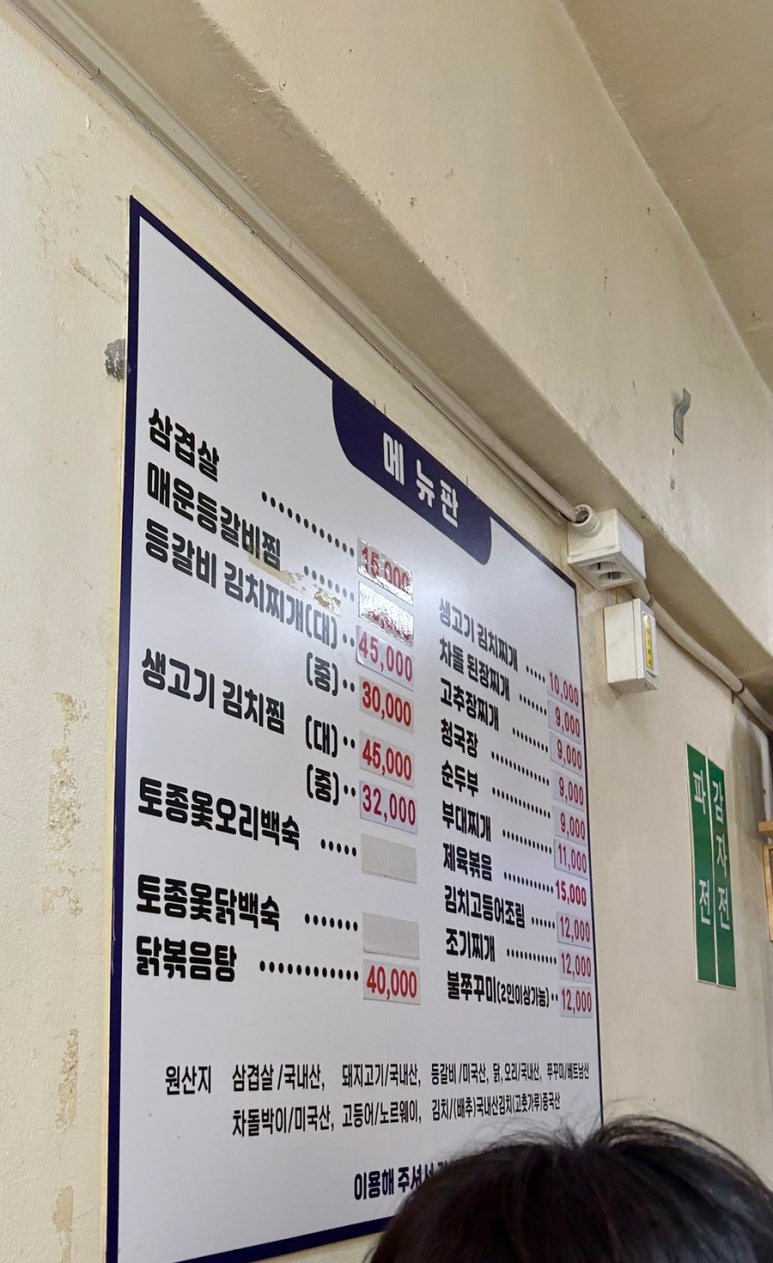 메뉴판
삼겹살 ············ 15,000
매운등갈비찜 ······
등갈비 김치찌개(대)·· 45,000
(중)·· 30,000
생고기 김치찜 (대)·· 45,000
(중)·· 32,000
토종옻오리백숙 ·····
토종옻닭백숙 ·······
닭볶음탕 ············ 40,000
생고기 김치찌개 ····· 10,000
차돌 된장찌개 ······ 9,000
고추장찌개 ······· 9,000
청국장 ··········· 9,000
순두부 ··········· 9,000
부대찌개 ········· 11,000
제육볶음 ··········· 15,000
김치고등어조림 ····· 12,000
조기찌개 ·········· 12,000
불쭈꾸미(2인이상가능)·· 12,000
원산지 삼겹살/국내산, 돼지고기/국내산, 등갈비/미국산, 닭,오리/국내산, 쭈꾸미/베트남산
차돌박이/미국산, 고등어/노르웨이, 김치/(배추)국내산김치(고춧가루)중국산
이용해 주셔서
파전
감자전